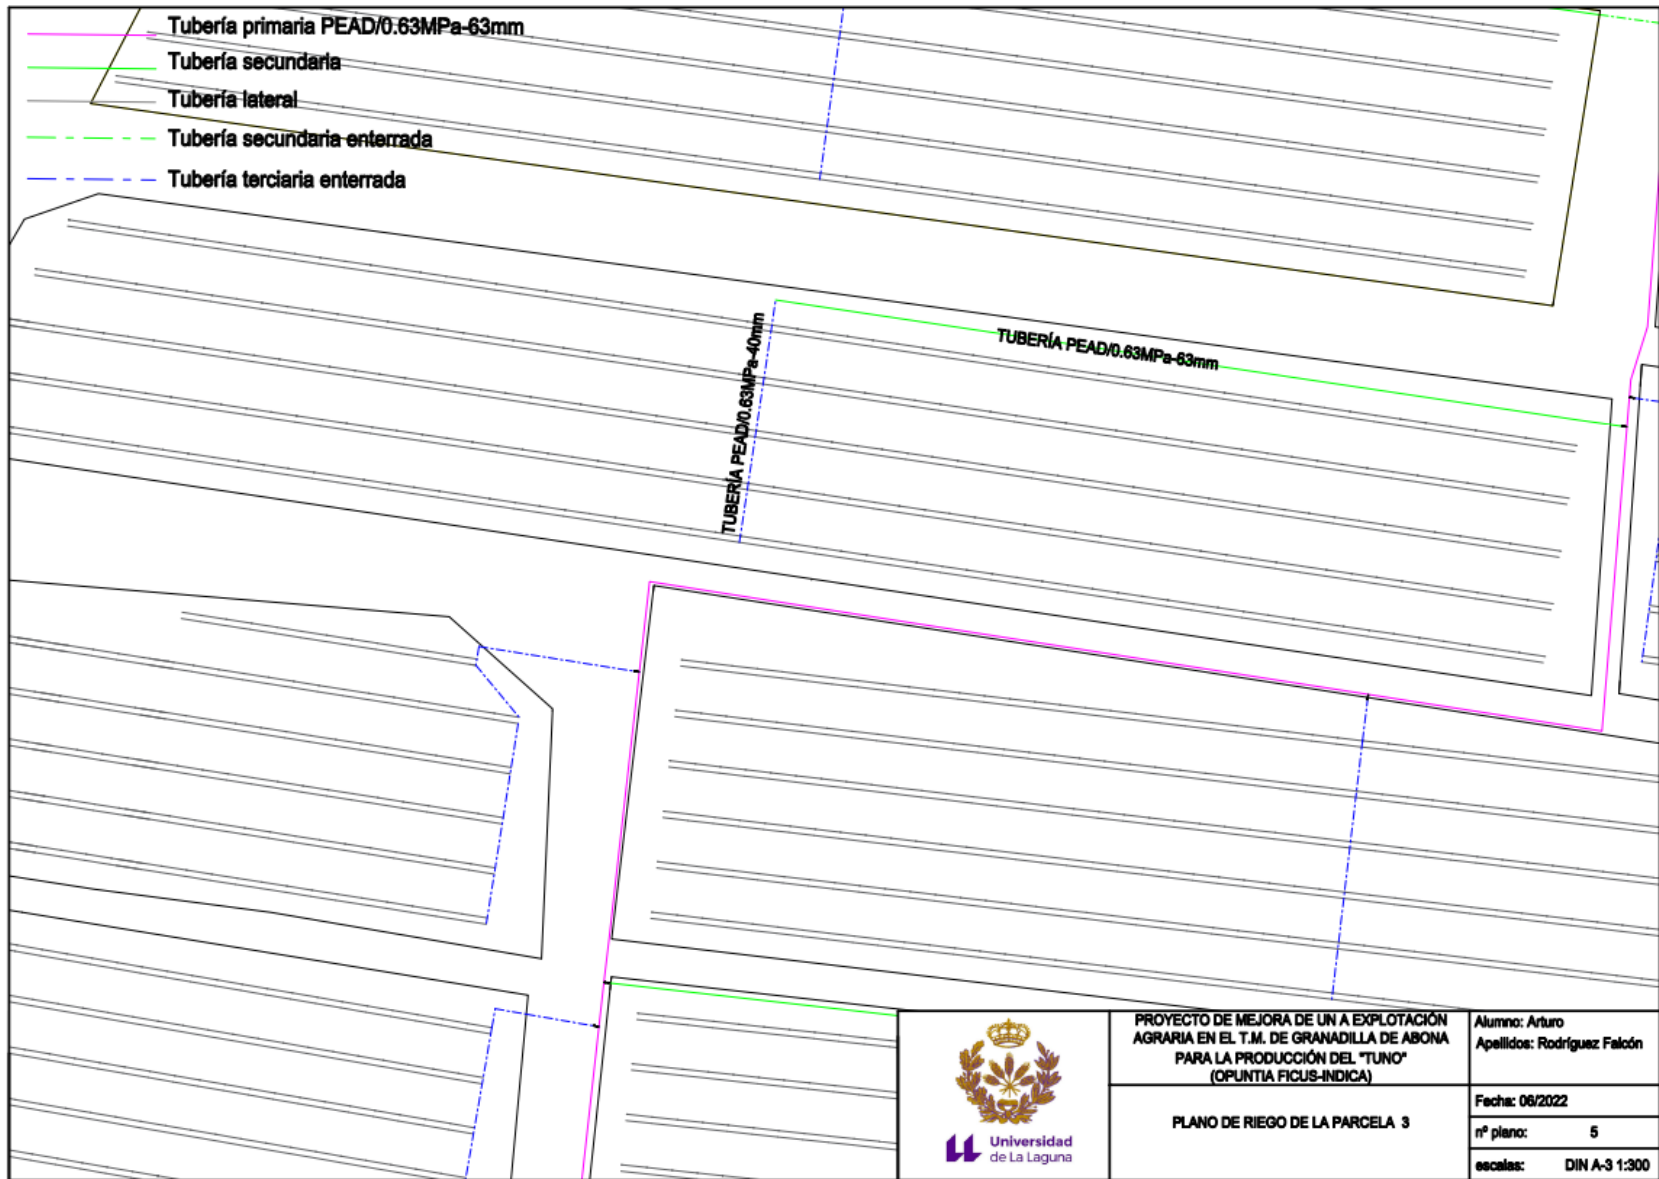 Tubería primaria PEAD/0.63MPa-63mm
Tubería secundaria
Tubería lateral
Tubería secundaria enterrada
Tubería terciaria enterrada
TUBERÍA PEAD/0.63MPa-63mm
TUBERÍA PEAD/0.63MPa-40mm
Universidad
de La Laguna
PROYECTO DE MEJORA DE UN A EXPLOTACIÓN
AGRARIA EN EL T.M. DE GRANADILLA DE ABONA
PARA LA PRODUCCIÓN DEL "TUNO"
(OPUNTIA FICUS-INDICA)
PLANO DE RIEGO DE LA PARCELA 3
Alumno: Arturo
Apellidos: Rodríguez Falcón
Fecha: 06/2022
nº plano: 5
escalas: DIN A-3 1:300